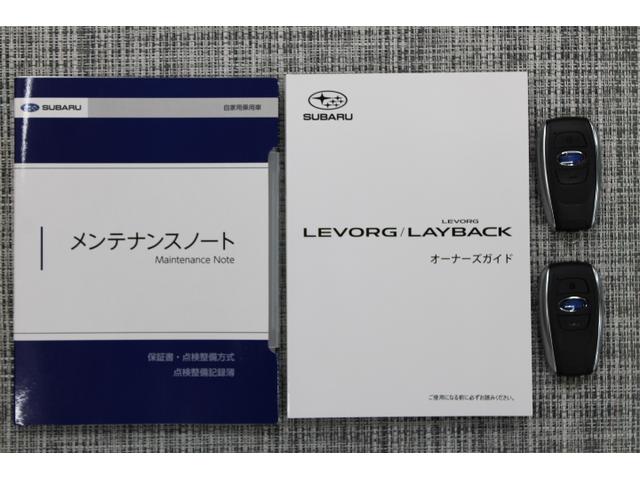 SUBARU
自家用乗用車
メンテナンスノート
Maintenance Note
保証書・点検整備方式
点検整備記録簿
SUBARU
LEVORG
LEVORG/LAYBACK
オーナーズガイド
ご使用になる前に必ずお読みください。